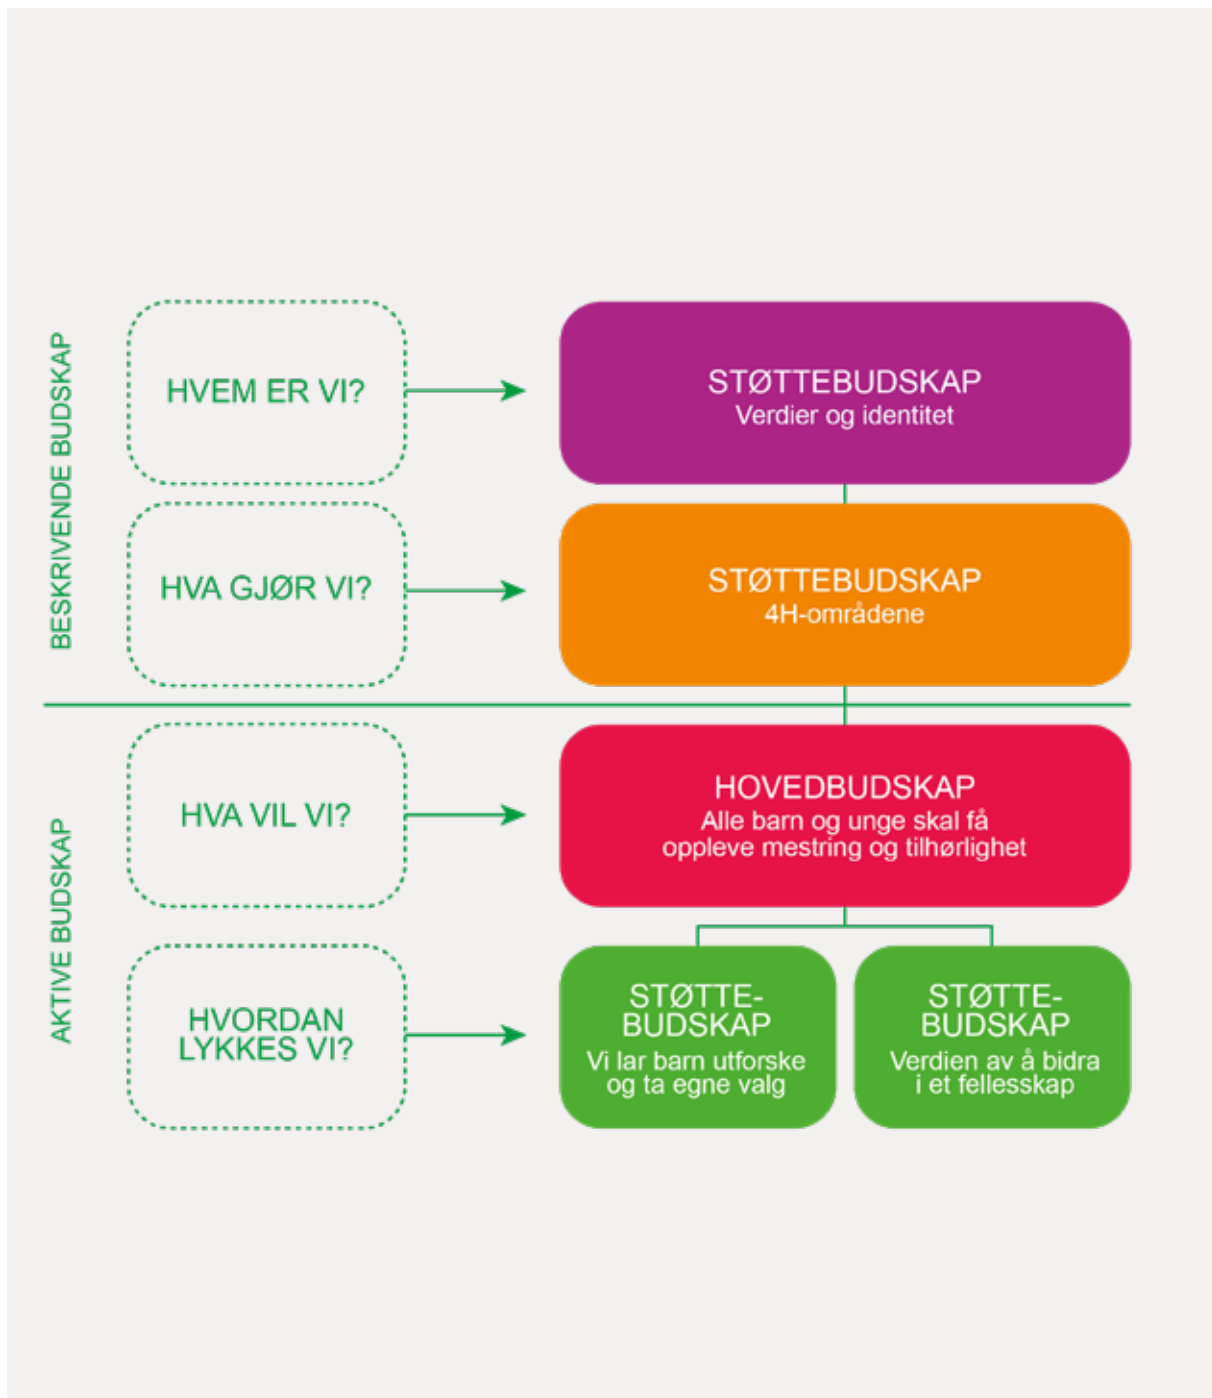 BESKRIVENDE BUDSKAP
HVEM ER VI?
STØTTEBUDSKAP
Verdier og identitet
HVA GJØR VI?
STØTTEBUDSKAP
4H-områdene
AKTIVE BUDSKAP
HVA VIL VI?
HOVEDBUDSKAP
Alle barn og unge skal få
oppleve mestring og tilhørlighet
HVORDAN
LYKKES VI?
STØTTE-
BUDSKAP
Vi lar barn utforske
og ta egne valg
STØTTE-
BUDSKAP
Verdien av å bidra
i et fellesskap